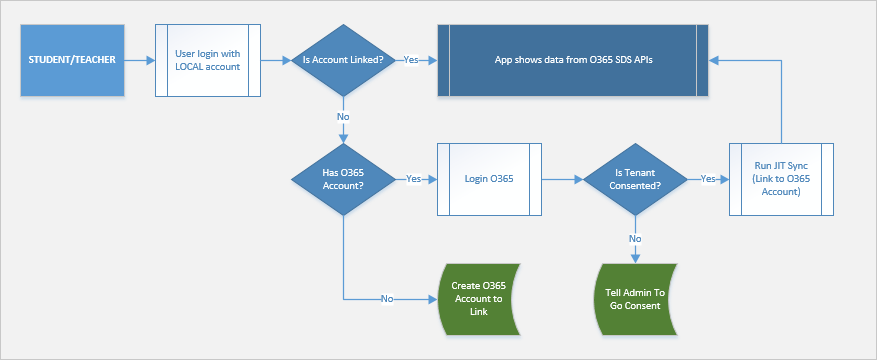 STUDENT/TEACHER
User login with
LOCAL account
Is Account Linked?
Yes
App shows data from O365 SDS APIs
No
Has O365
Account?
Yes
Login O365
Is Tenant
Consented?
Yes
Run JIT Sync
(Link to O365
Account)
No
No
Create O365
Account to
Link
Tell Admin To
Go Consent